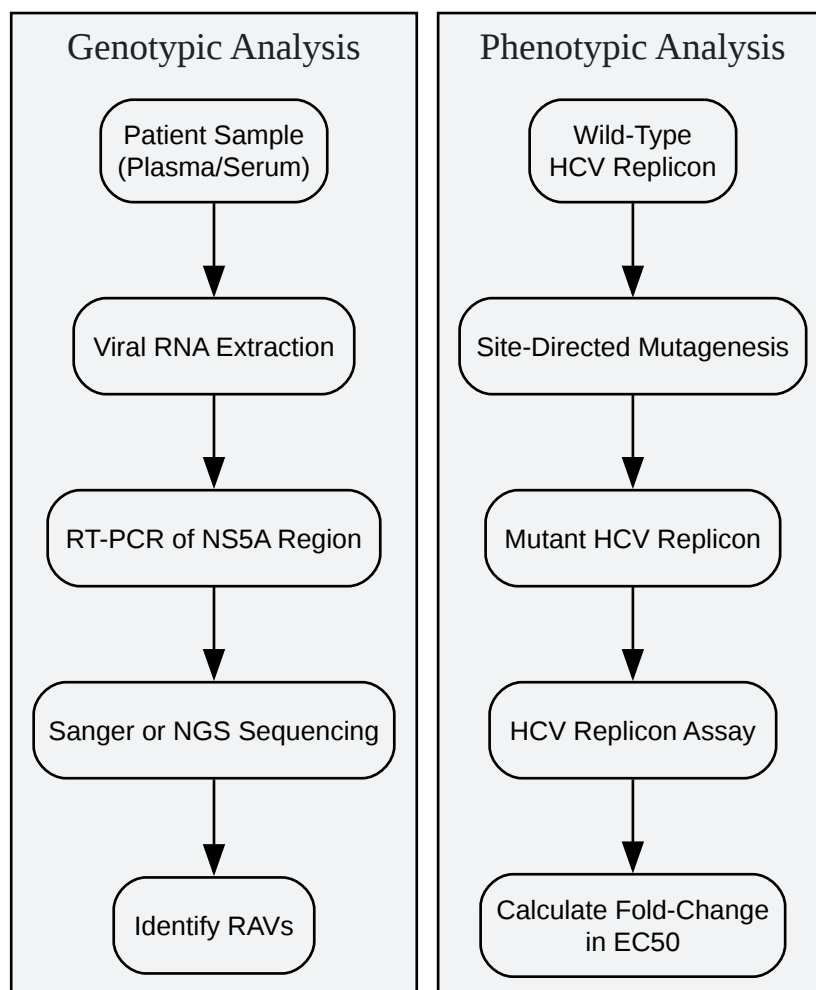 Genotypic Analysis
Patient Sample
(Plasma/Serum)
Viral RNA Extraction
RT-PCR of NS5A Region
Sanger or NGS Sequencing
Identify RAVs
Phenotypic Analysis
Wild-Type
HCV Replicon
Site-Directed Mutagenesis
Mutant HCV Replicon
HCV Replicon Assay
Calculate Fold-Change
in EC50